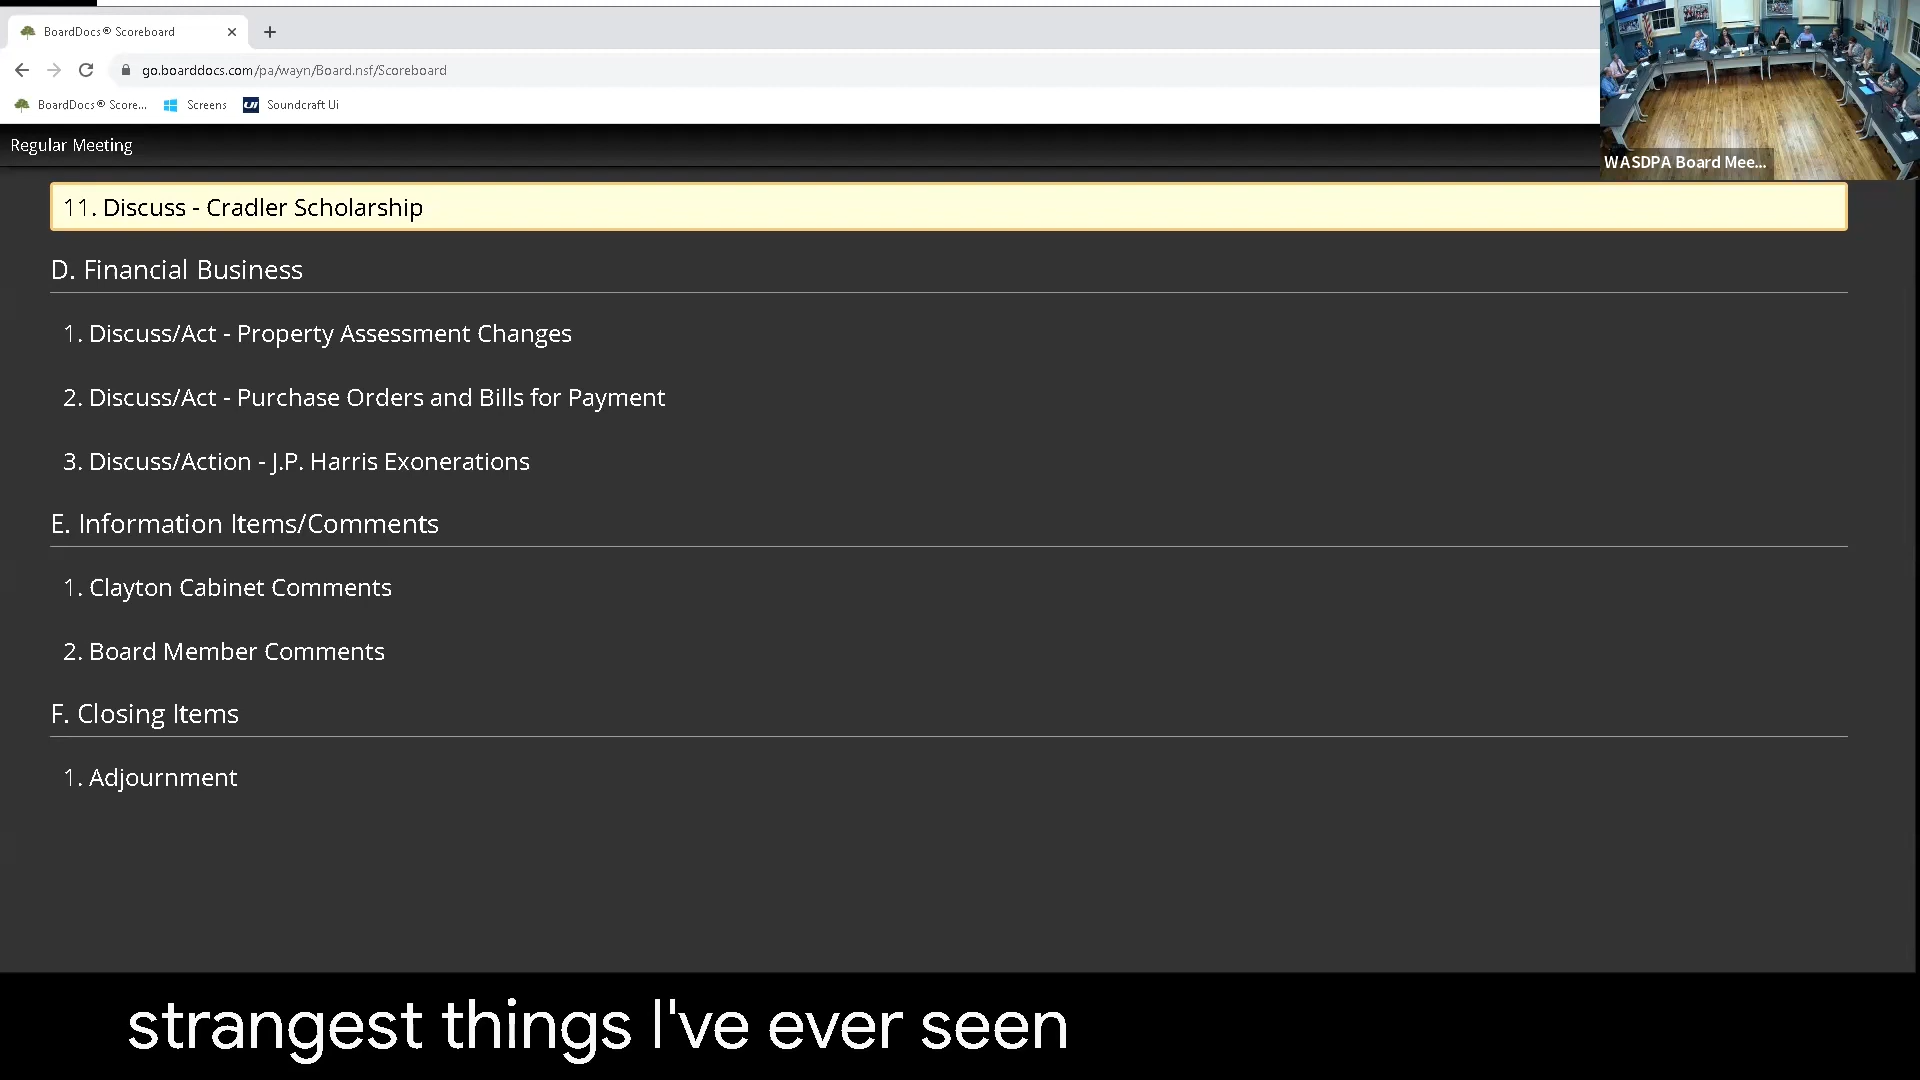 BoardDocs® Scoreboard
go.boarddocs.com/pa/wayn/Board.nsf/Scoreboard
BoardDocs® Score... Screens Soundcraft Ui
WASDPA Board Mee...
Regular Meeting
11. Discuss - Cradler Scholarship
D. Financial Business
1. Discuss/Act - Property Assessment Changes
2. Discuss/Act - Purchase Orders and Bills for Payment
3. Discuss/Action - J.P. Harris Exonerations
E. Information Items/Comments
1. Clayton Cabinet Comments
2. Board Member Comments
F. Closing Items
1. Adjournment
strangest things I've ever seen